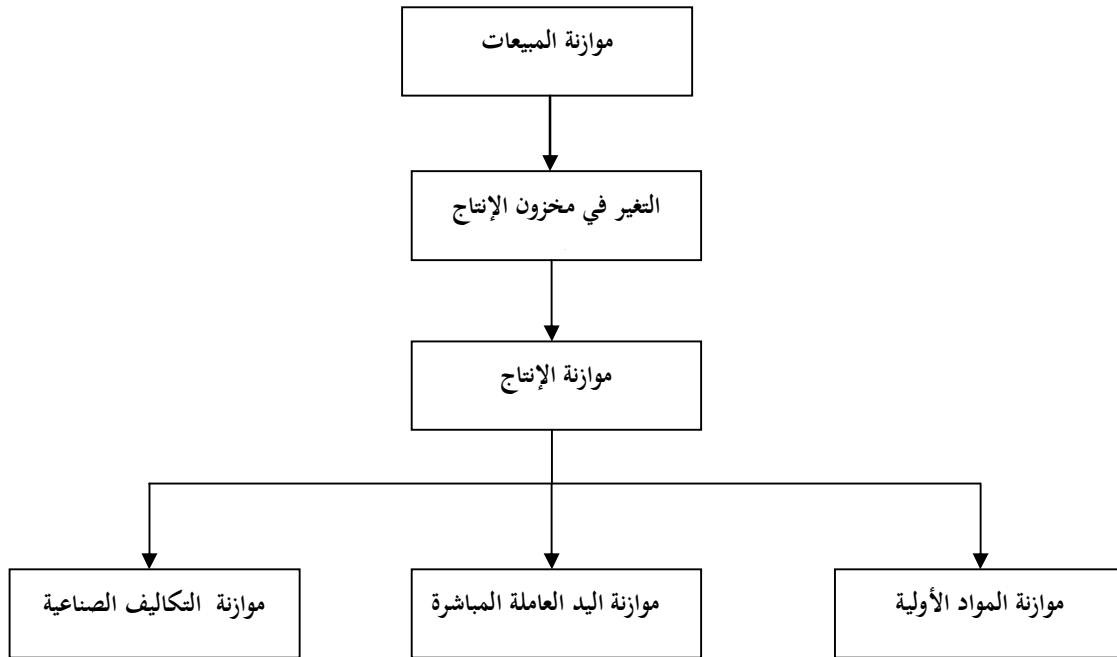 موازنة المبيعات
التغير في مخزون الإنتاج
موازنة الإنتاج
موازنة المواد الأولية
موازنة اليد العاملة المباشرة
موازنة التكاليف الصناعية